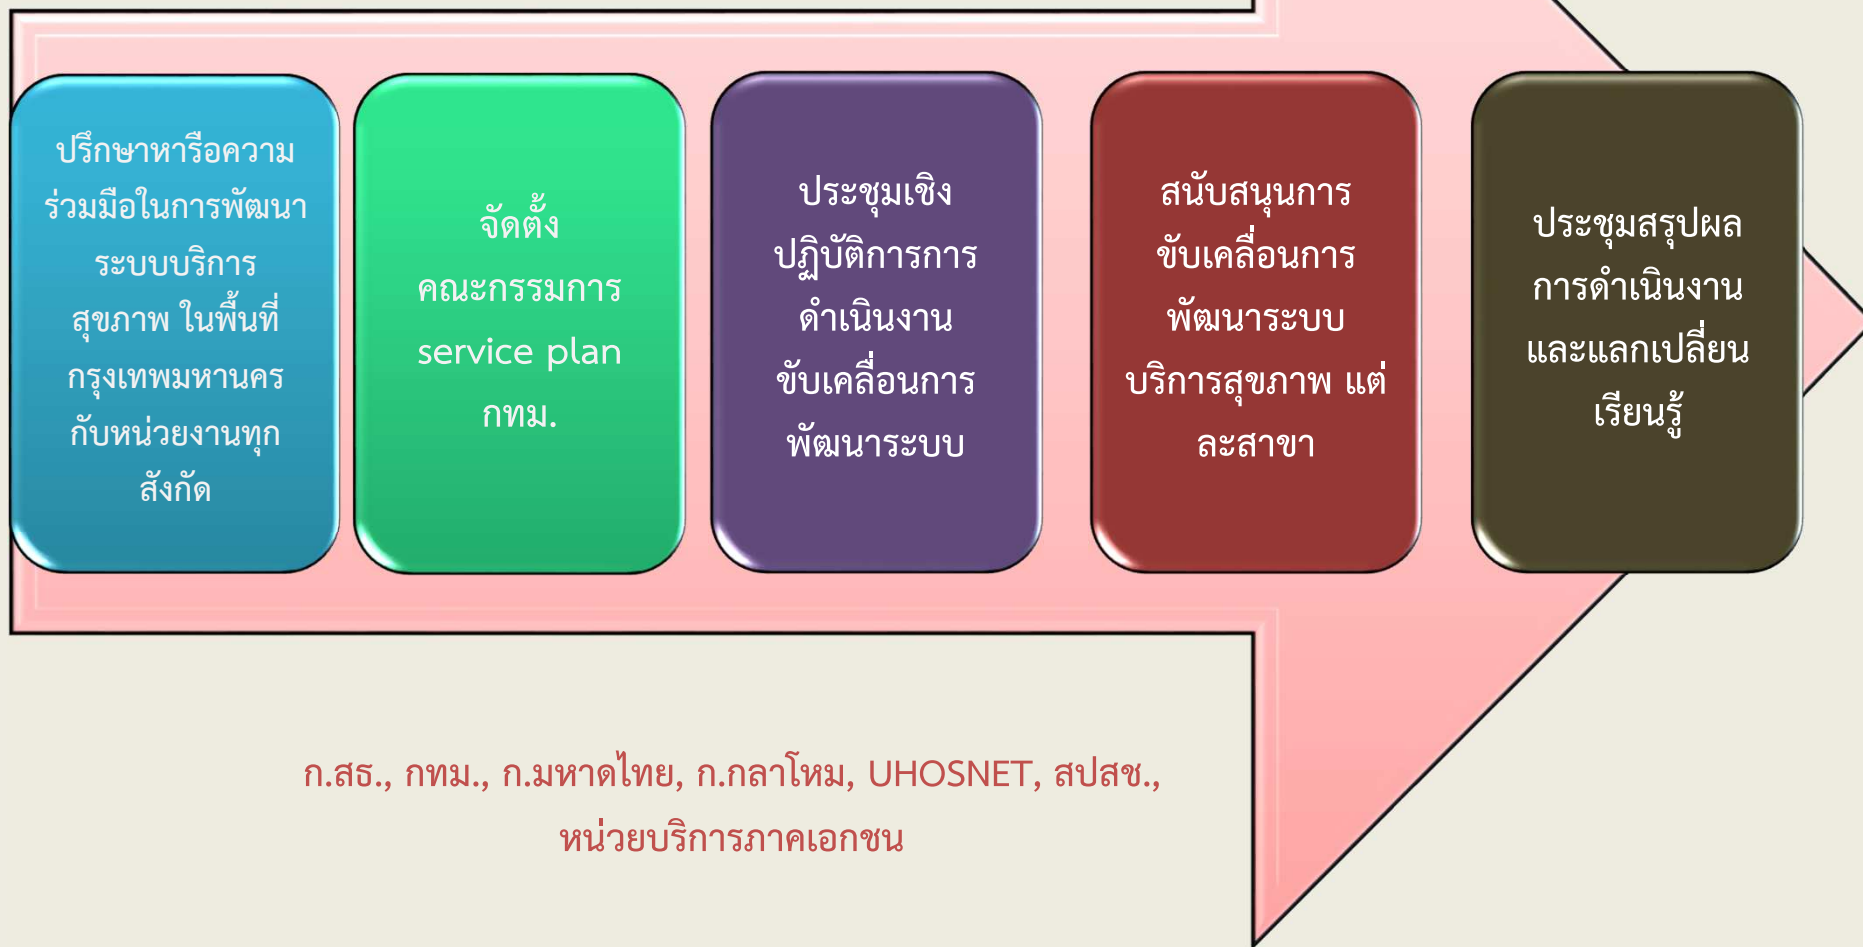 ปรึกษาหารือความ
ร่วมมือในการพัฒนา
ระบบบริการ
สุขภาพ ในพื้นที่
กรุงเทพมหานคร
กับหน่วยงานทุก
สังกัด
จัดตั้ง
คณะกรรมการ
service plan
กทม.
ประชุมเชิง
ปฏิบัติการการ
ดำเนินงาน
ขับเคลื่อนการ
พัฒนาระบบ
สนับสนุนการ
ขับเคลื่อนการ
พัฒนาระบบ
บริการสุขภาพ แต่
ละสาขา
ประชุมสรุปผล
การดำเนินงาน
และแลกเปลี่ยน
เรียนรู้
ก.สธ., กทม., ก.มหาดไทย, ก.กลาโหม, UHOSNET, สปสช.,
หน่วยบริการภาคเอกชน